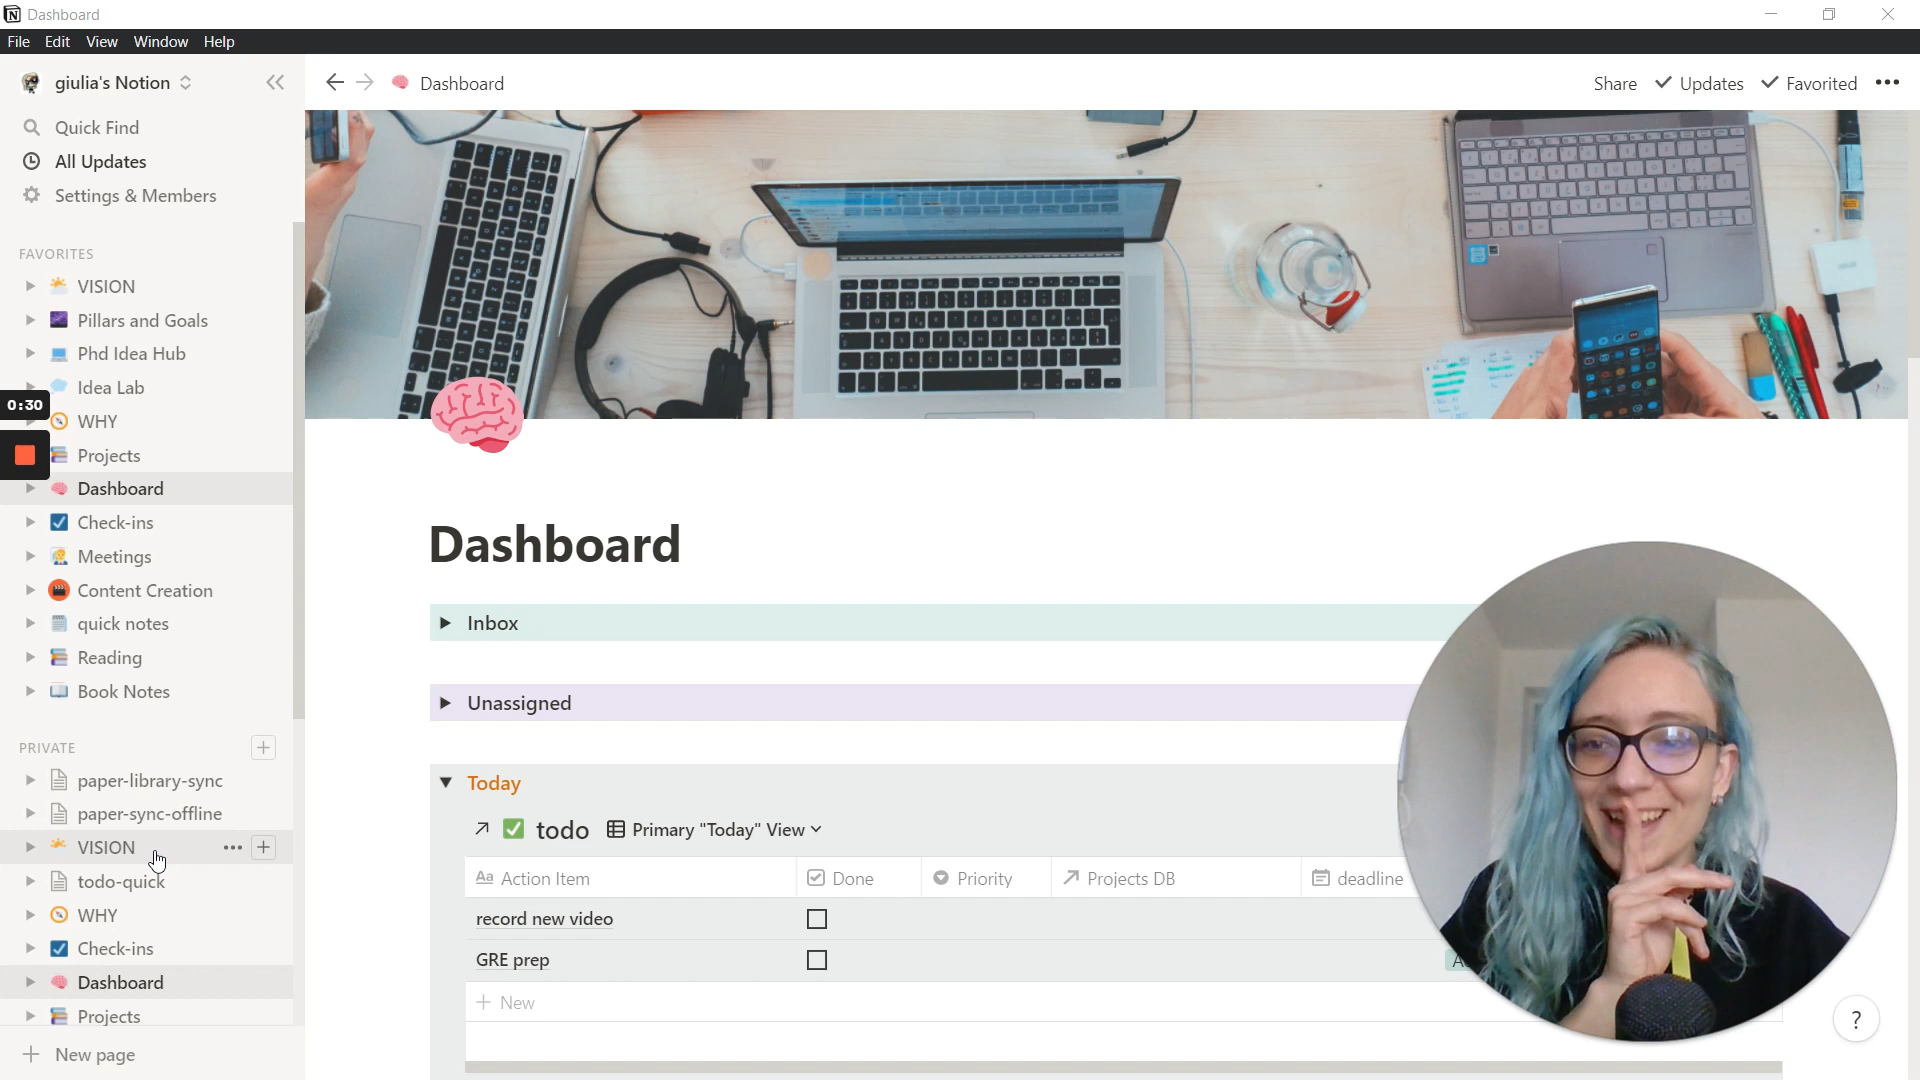 Dashboard
File Edit View Window Help
giulia's Notion
Dashboard
Share Updates Favorited
Quick Find
All Updates
Settings & Members
FAVORITES
VISION
Pillars and Goals
Phd Idea Hub
Idea Lab
0:30
WHY
Projects
Dashboard
Check-ins
Meetings
Content Creation
quick notes
Reading
Book Notes
PRIVATE
paper-library-sync
paper-sync-offline
VISION
todo-quick
WHY
Check-ins
Dashboard
Projects
New page
Dashboard
Inbox
Unassigned
Today
todo Primary "Today" View
Aa Action Item Done Priority Projects DB deadline
record new video
GRE prep
+ New
?